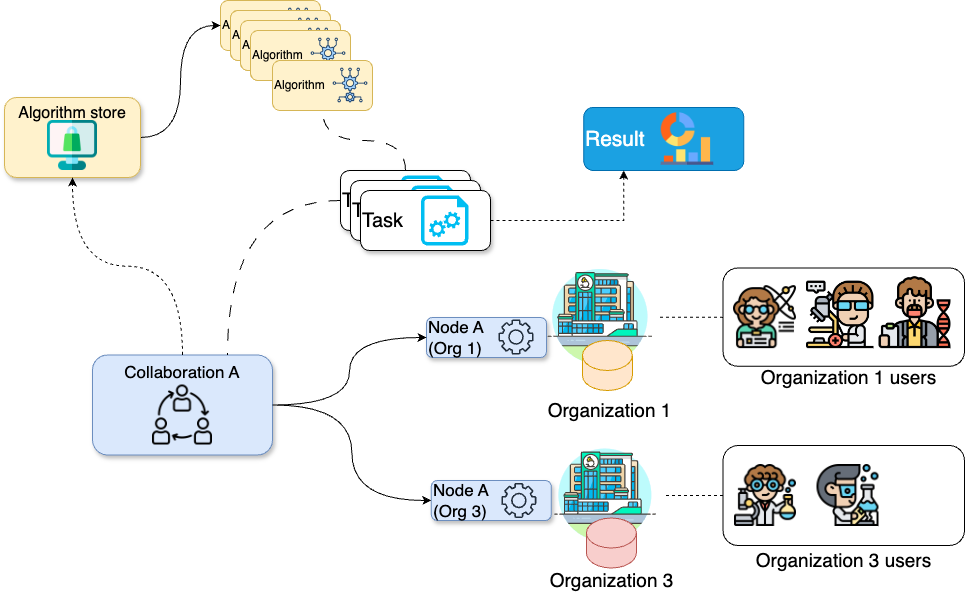 A
A
A
Algorithm
Algorithm
Algorithm store
Result
T
T
Task
Node A
(Org 1)
Collaboration A
Organization 1 users
Organization 1
Node A
(Org 3)
Organization 3 users
Organization 3